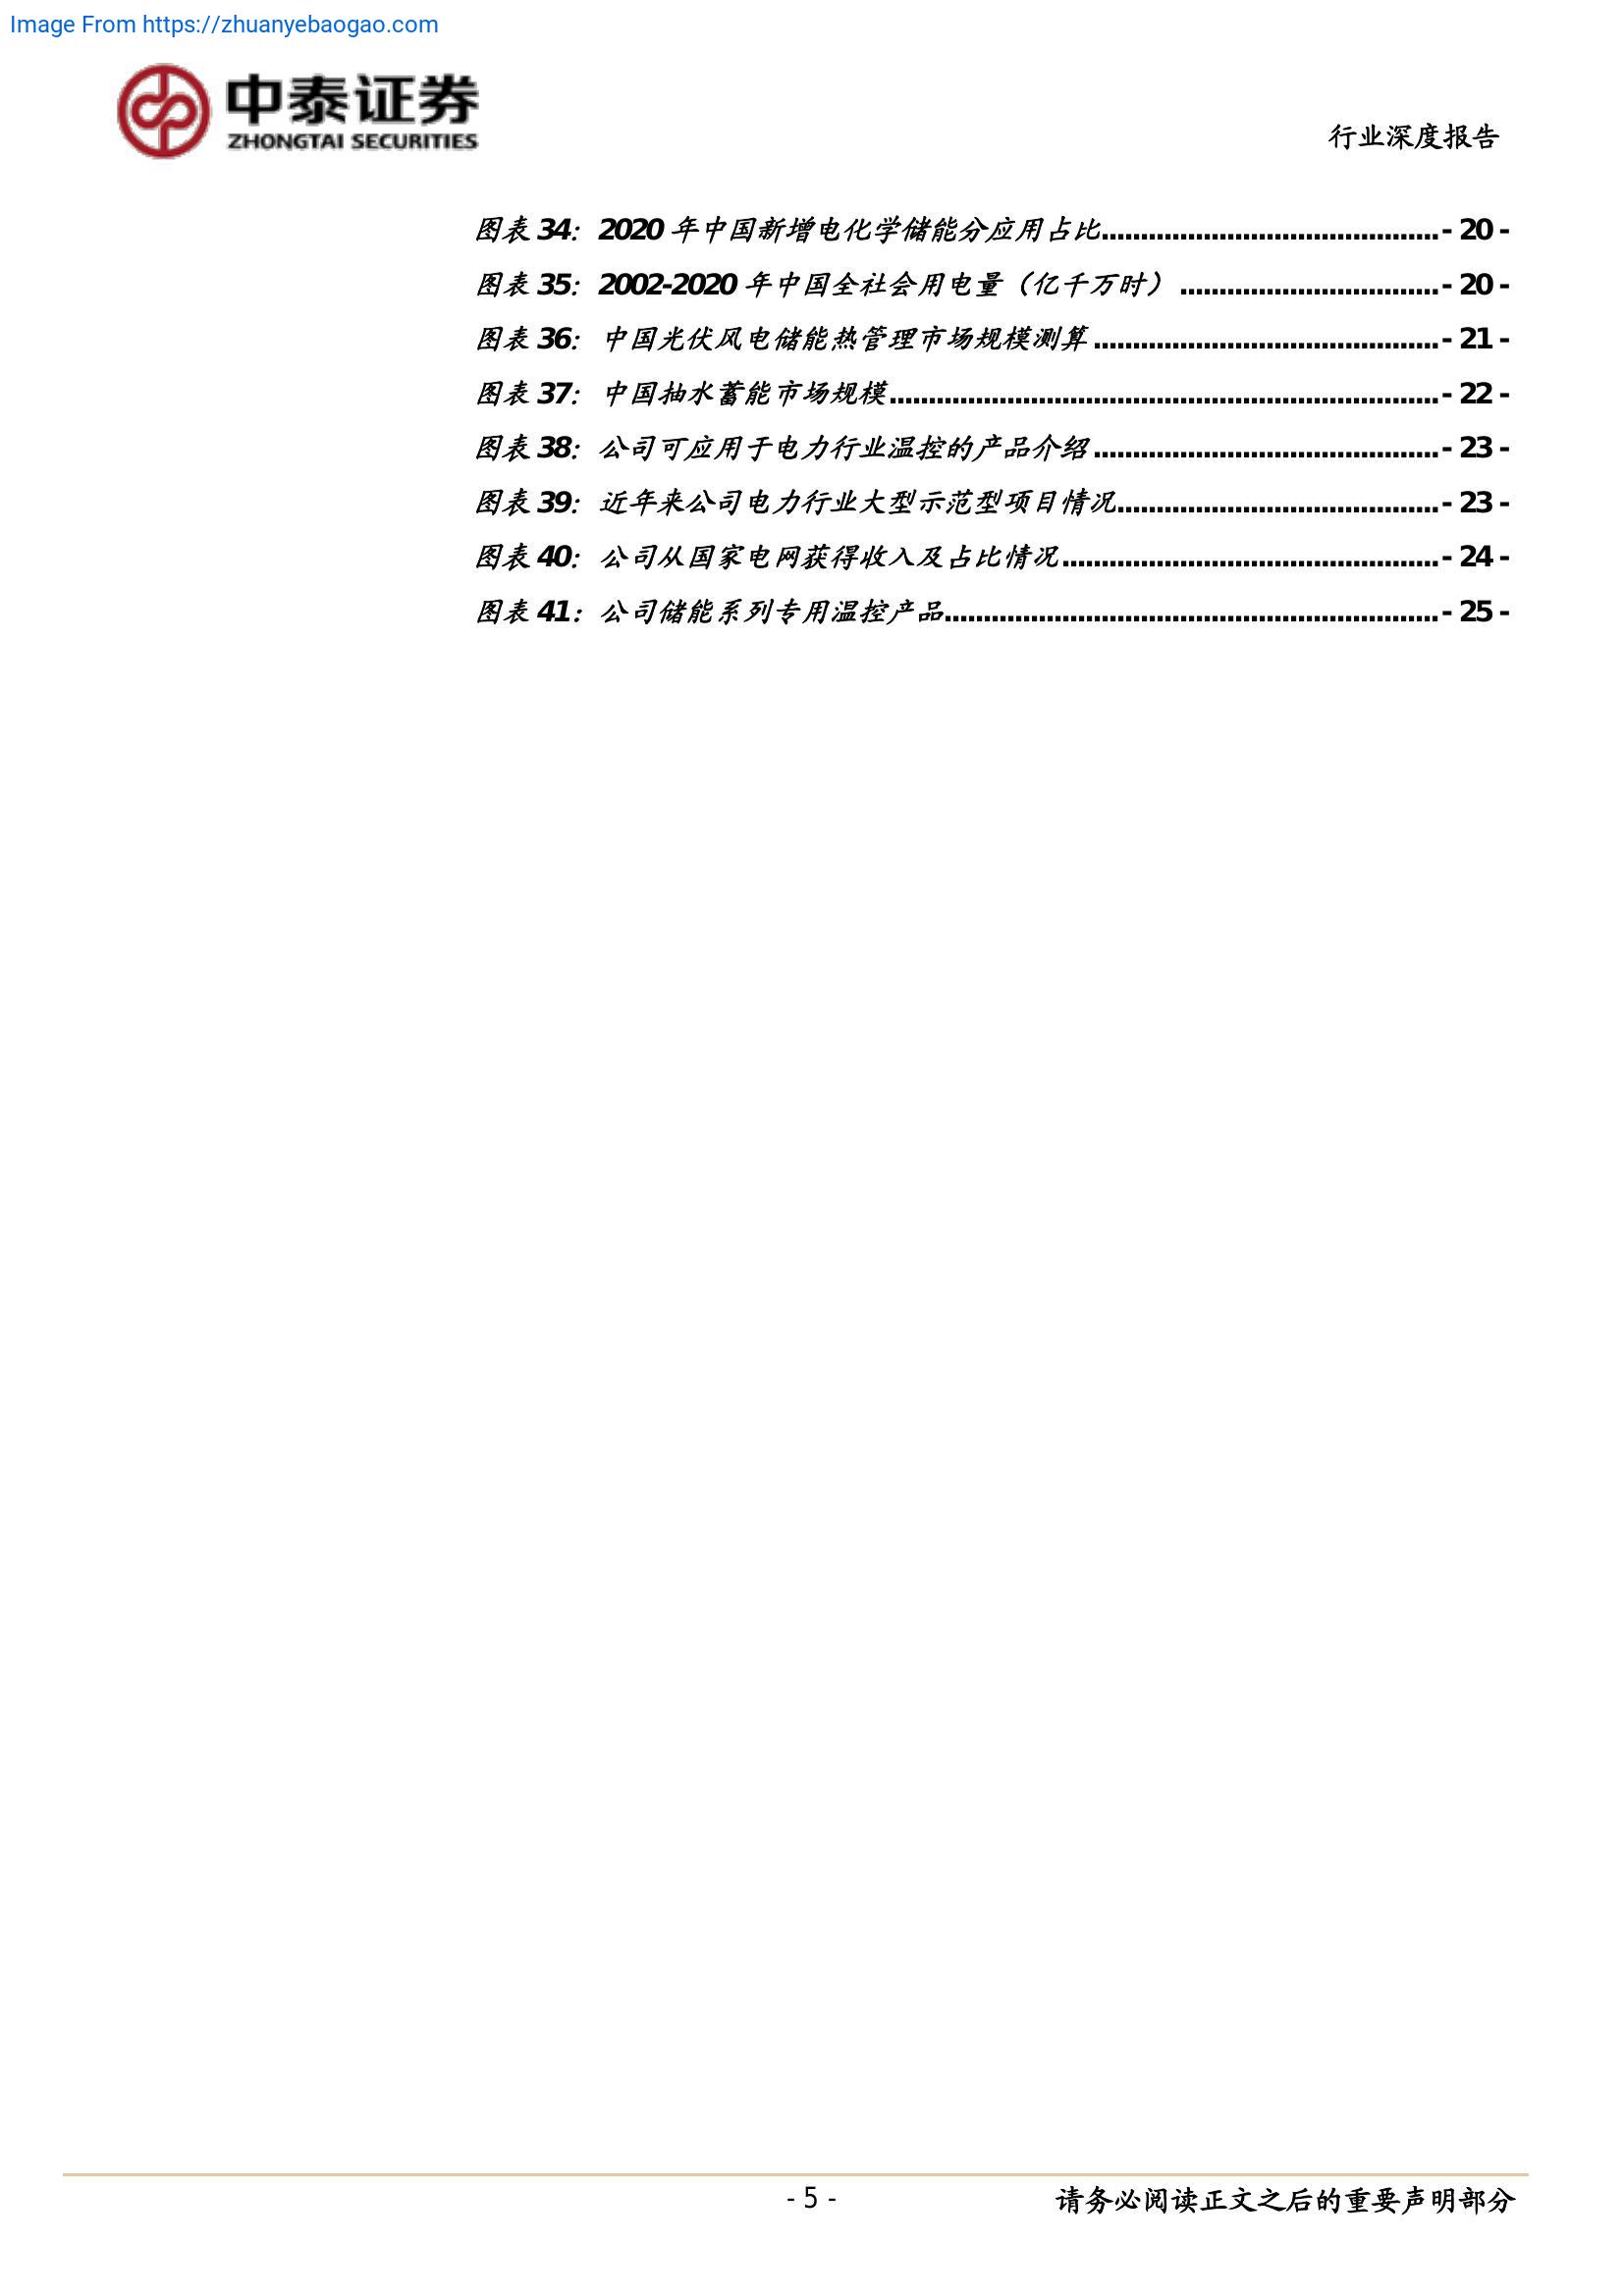 Image From https://zhuanyebaogao.com
中泰证券
ZHONGTAI SECURITIES
行业深度报告
图表 34：2020 年中国新增电化学储能分应用占比........................................... - 20 -
图表 35：2002-2020 年中国全社会用电量（亿千万时） ................................. - 20 -
图表 36：中国光伏风电储能热管理市场规模测算............................................ - 21 -
图表 37：中国抽水蓄能市场规模...................................................................... - 22 -
图表 38：公司可应用于电力行业温控的产品介绍............................................ - 23 -
图表 39：近年来公司电力行业大型示范型项目情况......................................... - 23 -
图表 40：公司从国家电网获得收入及占比情况................................................ - 24 -
图表 41：公司储能系列专用温控产品............................................................... - 25 -
- 5 -
请务必阅读正文之后的重要声明部分